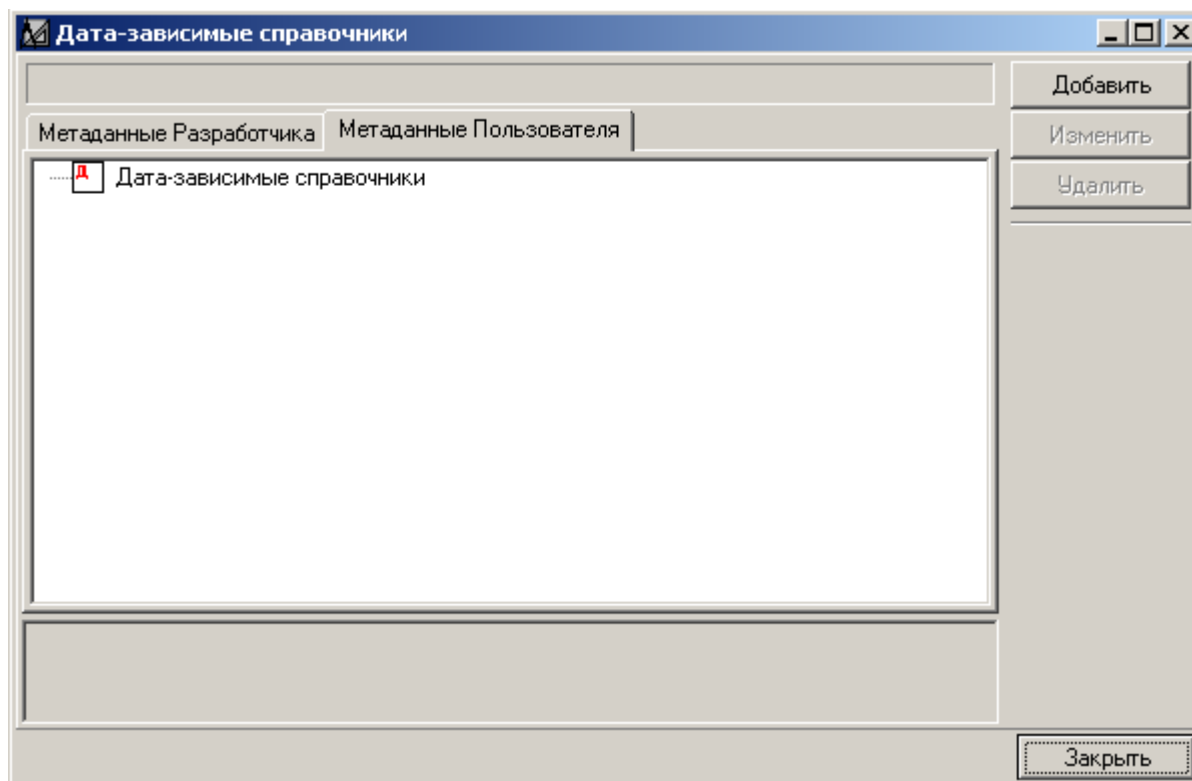 Дата-зависимые справочники
Добавить
Метаданные Разработчика
Метаданные Пользователя
Изменить
Д
Дата-зависимые справочники
Удалить
Закрыть